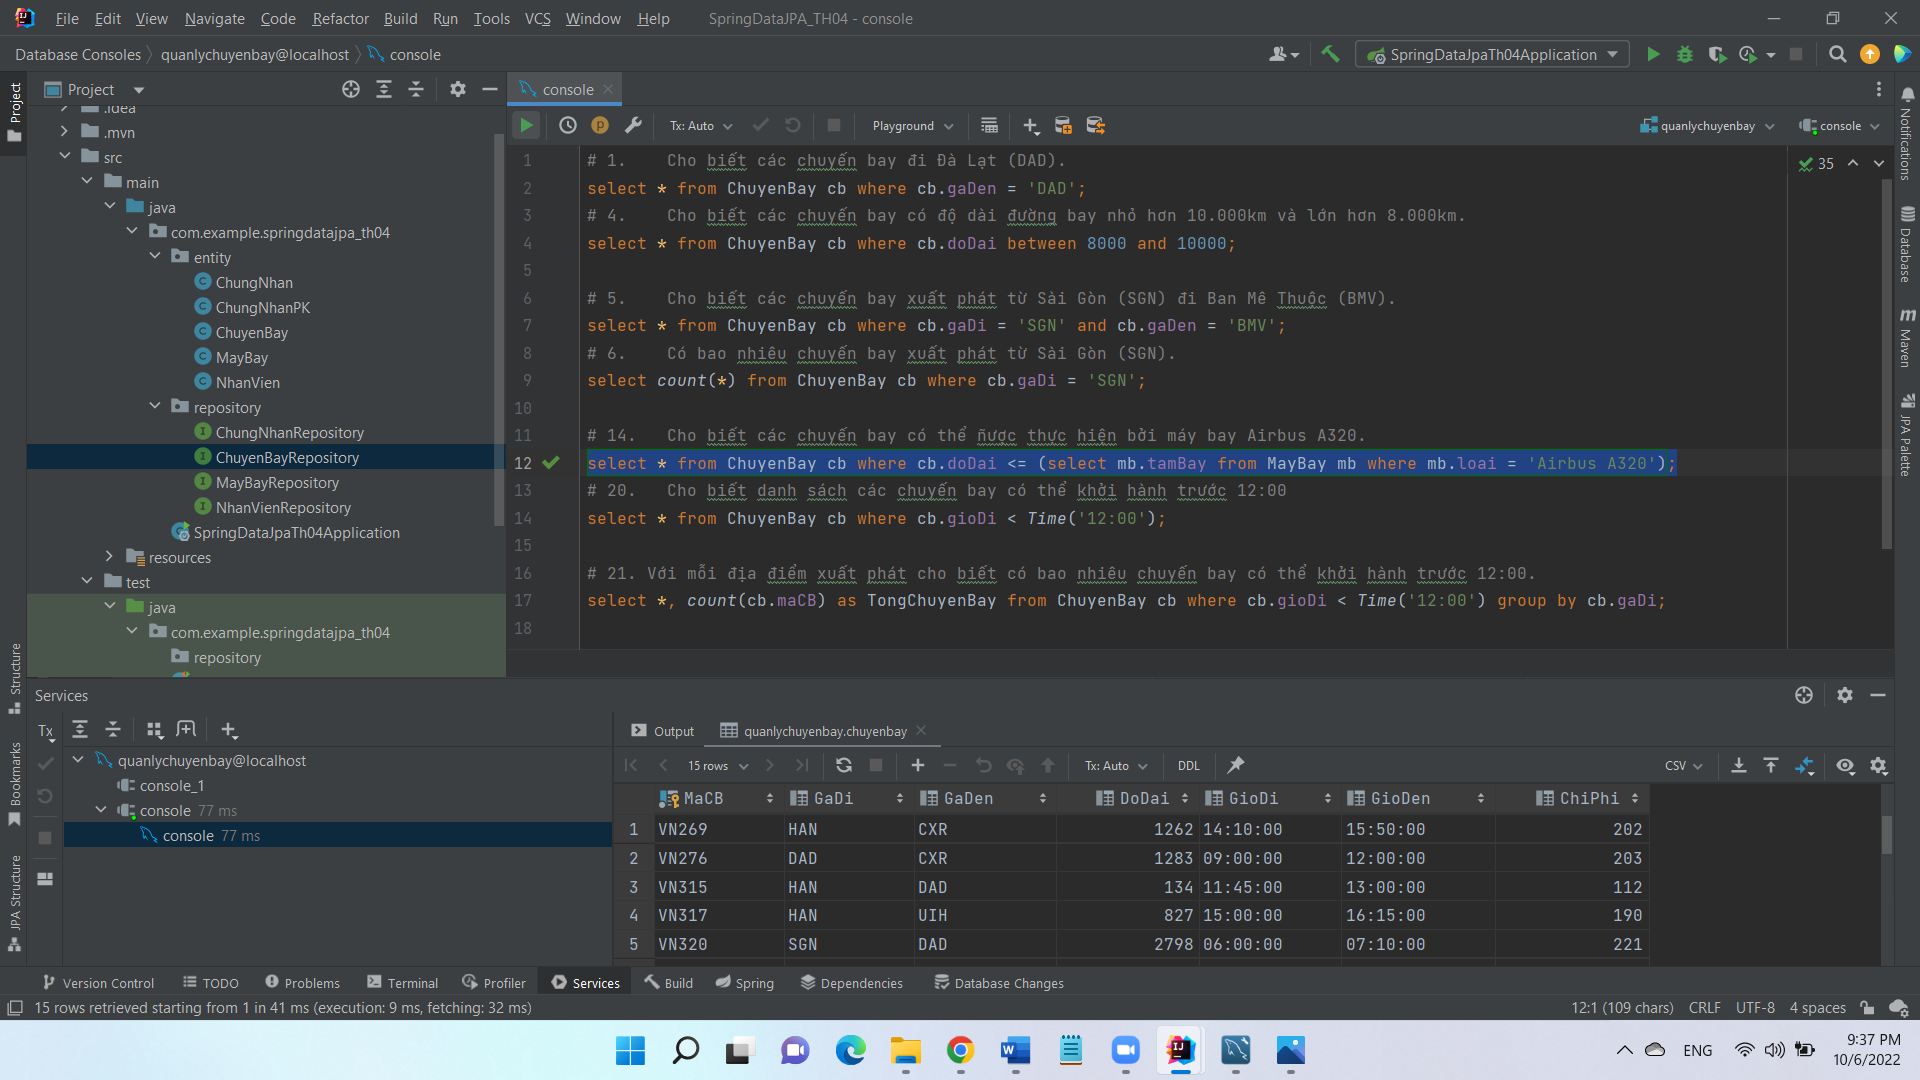 File Edit View Navigate Code Refactor Build Run Tools VCS Window Help SpringDataJPA_TH04 - console
Database Consoles quanlychuyenbay@localhost console SpringDataJpaTh04Application
Project
Project
console
.idea
.mvn
src
main
java
com.example.springdatajpa_th04
entity
ChungNhan
ChungNhanPK
ChuyenBay
MayBay
NhanVien
repository
ChungNhanRepository
ChuyenBayRepository
MayBayRepository
NhanVienRepository
SpringDataJpaTh04Application
resources
test
java
com.example.springdatajpa_th04
repository
Tx: Auto Playground quanlychuyenbay console
35
1 # 1. Cho biết các chuyến bay đi Đà Lạt (DAD).
2 select * from ChuyenBay cb where cb.gaDen = 'DAD';
3 # 4. Cho biết các chuyến bay có độ dài đường bay nhỏ hơn 10.000km và lớn hơn 8.000km.
4 select * from ChuyenBay cb where cb.doDai between 8000 and 10000;
5
6 # 5. Cho biết các chuyến bay xuất phát từ Sài Gòn (SGN) đi Ban Mê Thuộc (BMV).
7 select * from ChuyenBay cb where cb.gaDi = 'SGN' and cb.gaDen = 'BMV';
8 # 6. Có bao nhiêu chuyến bay xuất phát từ Sài Gòn (SGN).
9 select count(*) from ChuyenBay cb where cb.gaDi = 'SGN';
10
11 # 14. Cho biết các chuyến bay có thể ñược thực hiện bởi máy bay Airbus A320.
12 select * from ChuyenBay cb where cb.doDai <= (select mb.tamBay from MayBay mb where mb.loai = 'Airbus A320');
13 # 20. Cho biết danh sách các chuyến bay có thể khởi hành trước 12:00
14 select * from ChuyenBay cb where cb.gioDi < Time('12:00');
15
16 # 21. Với mỗi địa điểm xuất phát cho biết có bao nhiêu chuyến bay có thể khởi hành trước 12:00.
17 select *, count(cb.maCB) as TongChuyenBay from ChuyenBay cb where cb.gioDi < Time('12:00') group by cb.gaDi;
18
Notifications
Database
Maven
JPA Palette
Structure
Bookmarks
JPA Structure
Services
Tx
quanlychuyenbay@localhost
console_1
console 77 ms
console 77 ms
Output quanlychuyenbay.chuyenbay
15 rows Tx: Auto DDL CSV
MaCB GaDi GaDen DoDai GioDi GioDen ChiPhi
1 VN269 HAN CXR 1262 14:10:00 15:50:00 202
2 VN276 DAD CXR 1283 09:00:00 12:00:00 203
3 VN315 HAN DAD 134 11:45:00 13:00:00 112
4 VN317 HAN UIH 827 15:00:00 16:15:00 190
5 VN320 SGN DAD 2798 06:00:00 07:10:00 221
Version Control TODO Problems Terminal Profiler Services Build Spring Dependencies Database Changes
15 rows retrieved starting from 1 in 41 ms (execution: 9 ms, fetching: 32 ms) 12:1 (109 chars) CRLF UTF-8 4 spaces
ENG 9:37 PM
10/6/2022